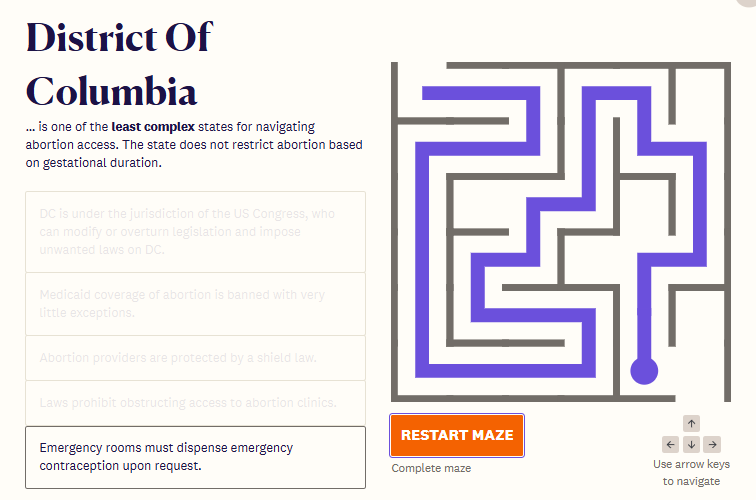 District Of
Columbia
... is one of the least complex states for navigating
abortion access. The state does not restrict abortion based
on gestational duration.
DC is under the jurisdiction of the US Congress, who
can modify or overturn legislation and impose
unwanted laws on DC.
Medicaid coverage of abortion is banned with very
little exceptions.
Abortion providers are protected by a shield law.
Laws prohibit obstructing access to abortion clinics.
Emergency rooms must dispense emergency
contraception upon request.
RESTART MAZE
Complete maze
Use arrow keys
to navigate